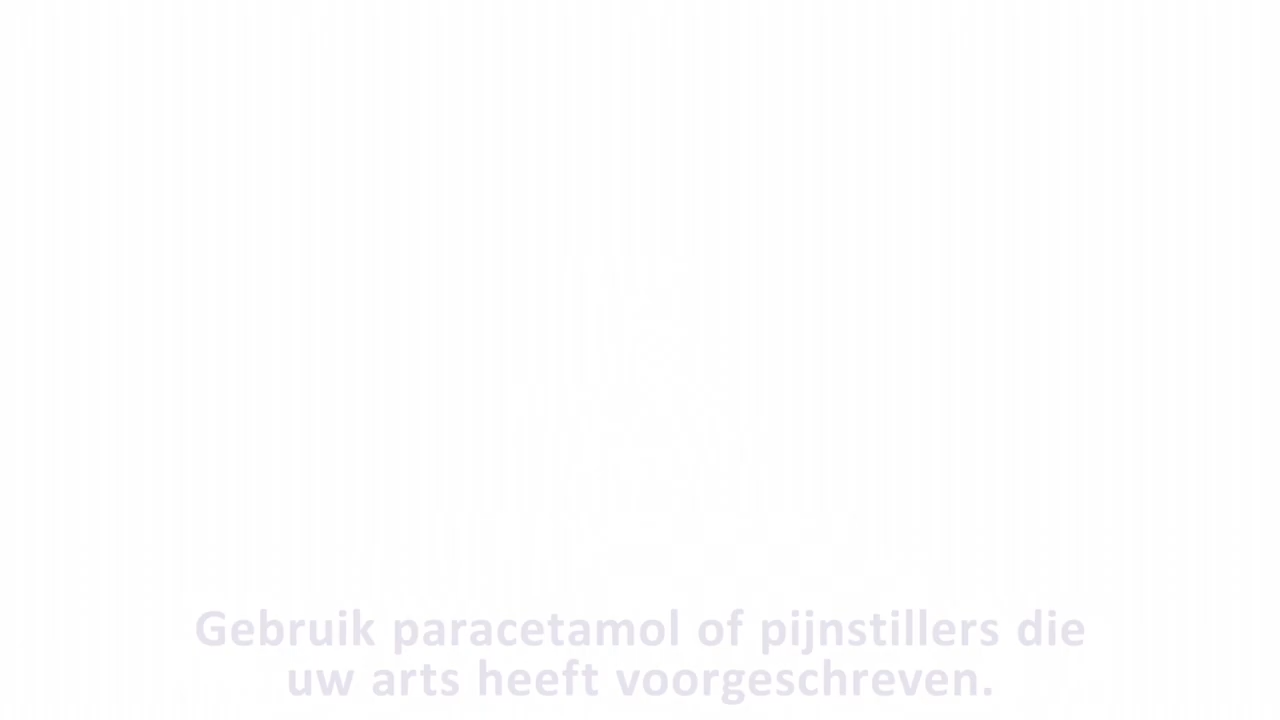 Gebruik paracetamol of pijnstillers die
uw arts heeft voorgeschreven.